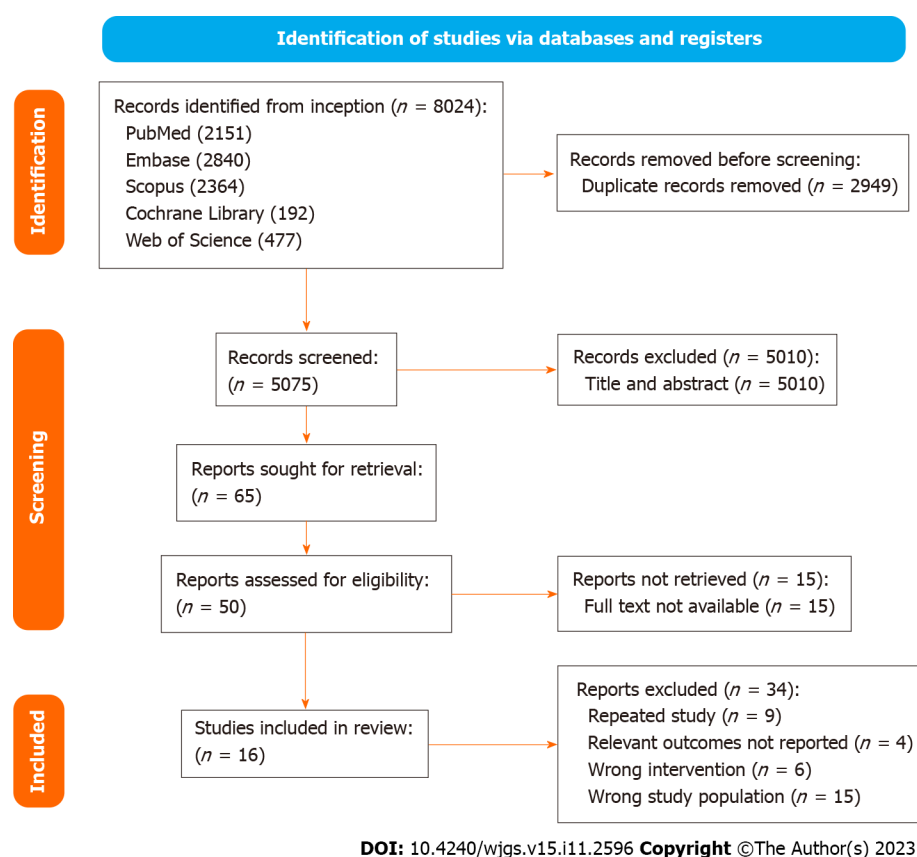 Identification of studies via databases and registers
Identification
Records identified from inception (n = 8024):
PubMed (2151)
Embase (2840)
Scopus (2364)
Cochrane Library (192)
Web of Science (477)
Records removed before screening:
Duplicate records removed (n = 2949)
Screening
Records screened:
(n = 5075)
Records excluded (n = 5010):
Title and abstract (n = 5010)
Reports sought for retrieval:
(n = 65)
Reports assessed for eligibility:
(n = 50)
Reports not retrieved (n = 15):
Full text not available (n = 15)
Included
Studies included in review:
(n = 16)
Reports excluded (n = 34):
Repeated study (n = 9)
Relevant outcomes not reported (n = 4)
Wrong intervention (n = 6)
Wrong study population (n = 15)
DOI: 10.4240/wjgs.v15.i11.2596 Copyright ©The Author(s) 2023